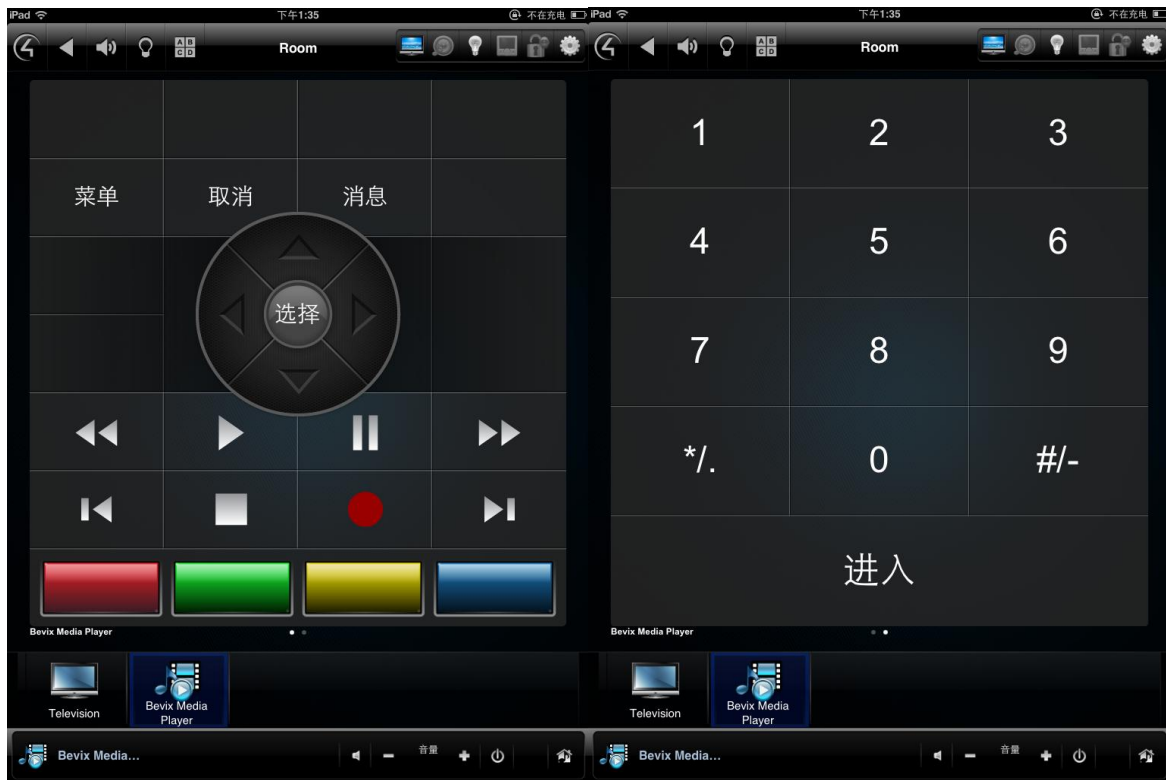 iPad 下午1:35 不在充电
Room
菜单 取消 消息
选择
Bevix Media Player
Television
Bevix Media
Player
Bevix Media... 音量
iPad 下午1:35 不在充电
Room
1 2 3
4 5 6
7 8 9
*/. 0 #/-
进入
Bevix Media Player
Television
Bevix Media
Player
Bevix Media... 音量